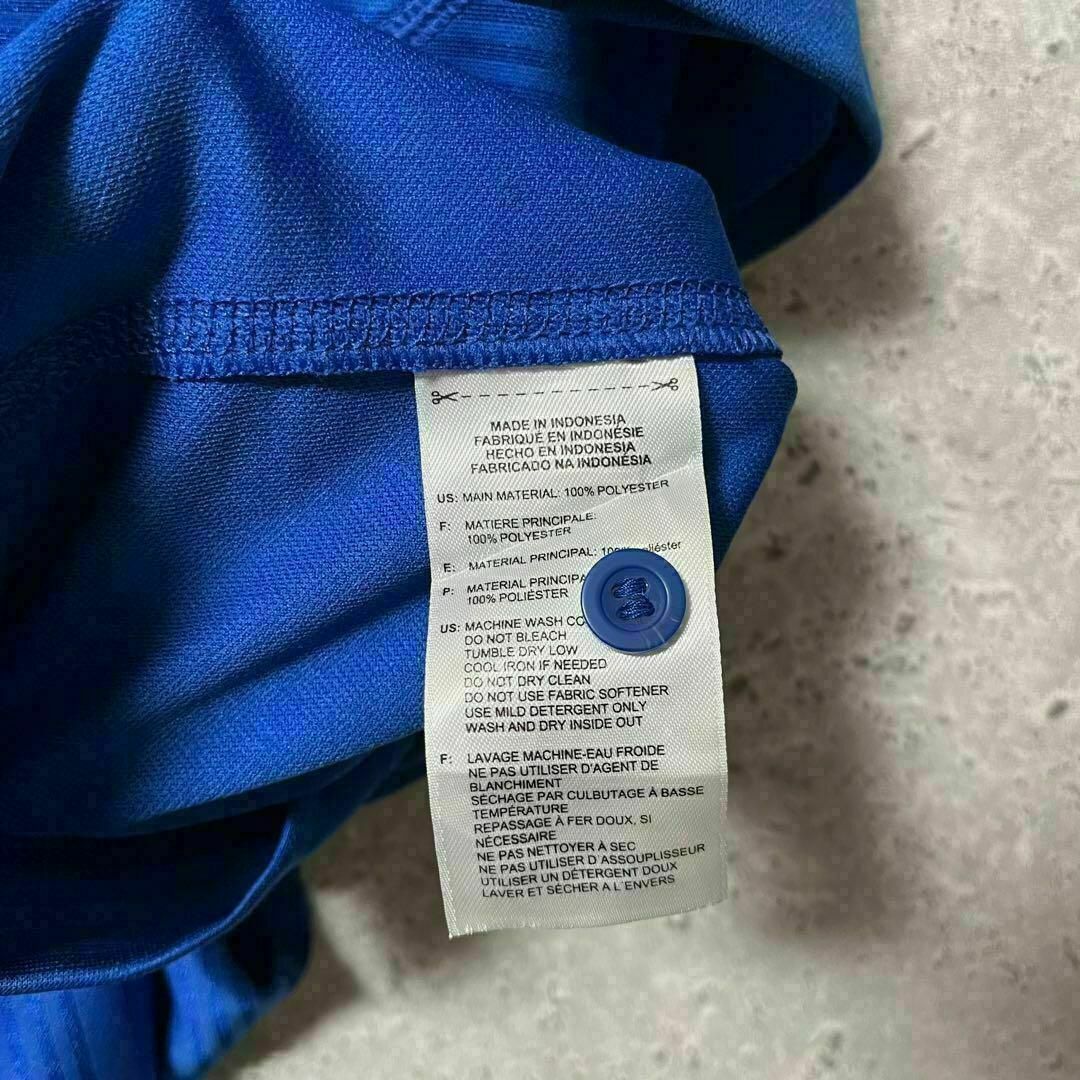 MADE IN INDONESIA
FABRIQUÉ EN INDONÉSIE
HECHO EN INDONESIA
FABRICADO NA INDONÉSIA
US: MAIN MATERIAL: 100% POLYESTER
F: MATIERE PRINCIPALE:
100% POLYESTER
E: MATERIAL PRINCIPAL:
P: MATERIAL
100% POLIÉSTER
US: MACHINE WASH
DO NOT BLEACH
TUMBLE DRY LOW
COOL IRON IF NEEDED
DO NOT DRY CLEAN
DO NOT USE FABRIC SOFTENER
USE MILD DETERGENT ONLY
WASH AND DRY INSIDE OUT
F: LAVAGE MACHINE-EAU FROIDE
NE PAS UTILISER D'AGENT DE
BLANCHIMENT
SÉCHAGE PAR CULBUTAGE À BASSE
TEMPÉRATURE
REPASSAGE À FER DOUX, SI
NÉCESSAIRE
NE PAS NETTOYER À SEC
NE PAS UTILISER D'ASSOUPLISSEUR
UTILISER UN DÉTERGENT DOUX
LAVER ET SÉCHER À L'ENVERS